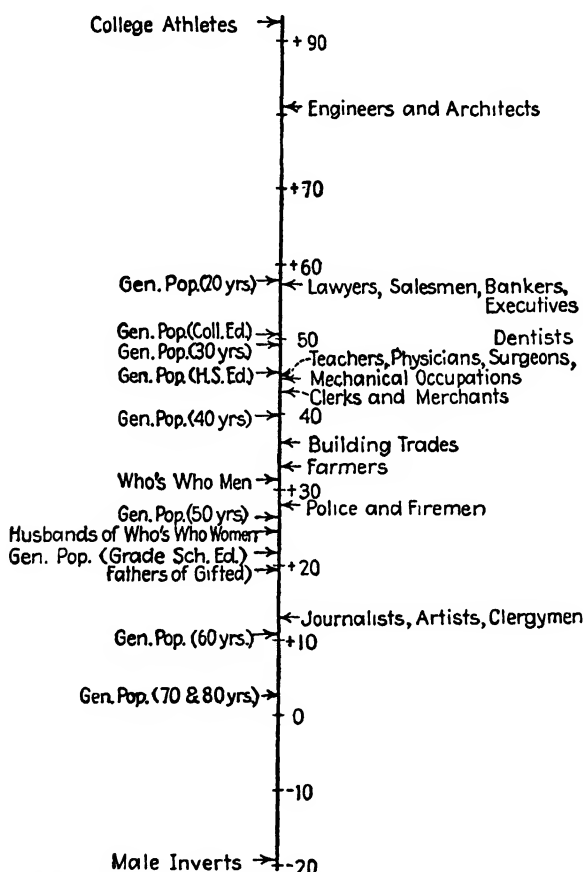 College Athletes
+90
Engineers and Architects
+70
+60
Gen. Pop. (20 yrs)
Lawyers, Salesmen, Bankers,
Executives
Gen. Pop. (Coll. Ed.)
50
Dentists
Gen. Pop. (30 yrs)
Teachers, Physicians, Surgeons,
Gen. Pop. (H.S. Ed.)
Mechanical Occupations
Clerks and Merchants
Gen. Pop. (40 yrs)
40
Building Trades
Farmers
Who's Who Men
+30
Police and Firemen
Gen. Pop. (50 yrs)
Husbands of Who's Who Women
Gen. Pop. (Grade Sch. Ed.)
+20
Fathers of Gifted)
Journalists, Artists, Clergymen
Gen. Pop. (60 yrs.)
+10
Gen. Pop. (70 & 80 yrs.)
0
-10
Male Inverts
-20